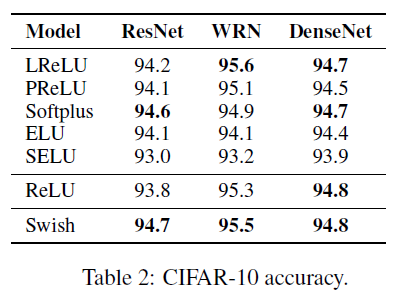 Model ResNet WRN DenseNet
LReLU 94.2 95.6 94.7
PReLU 94.1 95.1 94.5
Softplus 94.6 94.9 94.7
ELU 94.1 94.1 94.4
SELU 93.0 93.2 93.9
ReLU 93.8 95.3 94.8
Swish 94.7 95.5 94.8
Table 2: CIFAR-10 accuracy.